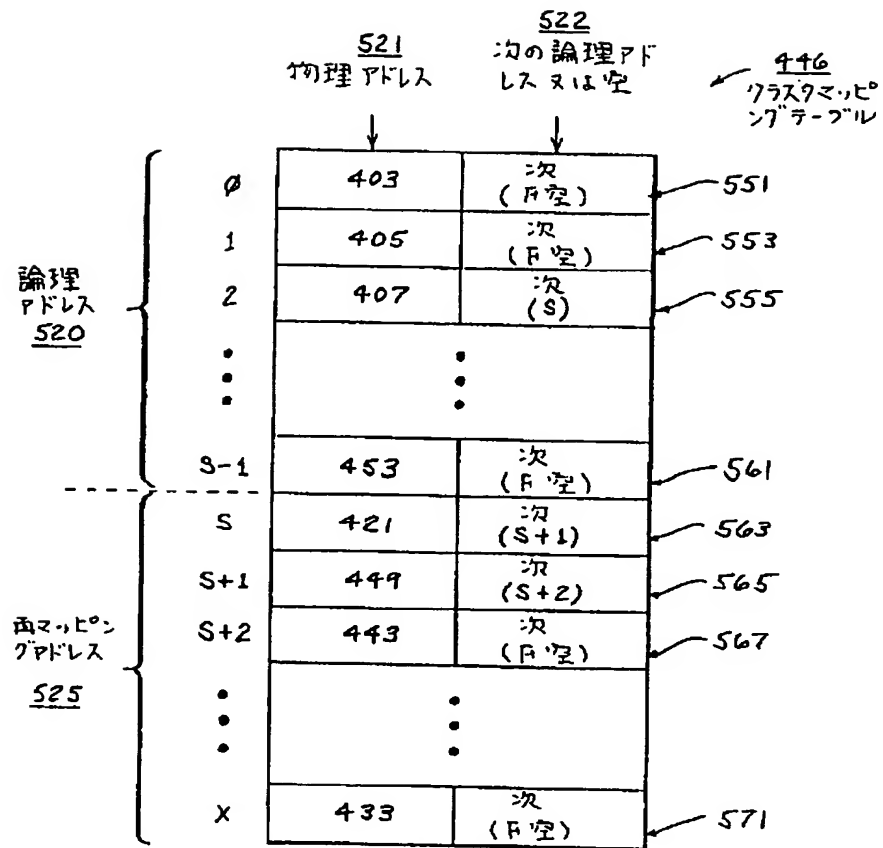 522
521
次の論理アド
物理アドレス
レス又は空
446
クラスタマッピ
ングテーブル
論理
アドレス
520
0 403 次
(F空) 551
1 405 次
(F空) 553
2 407 次
(S) 555
S-1 453 次
(F空) 561
S 421 次
(S+1) 563
S+1 449 次
(S+2) 565
S+2 443 次
(F空) 567
再マッピン
グアドレス
525
X 433 次
(F空) 571